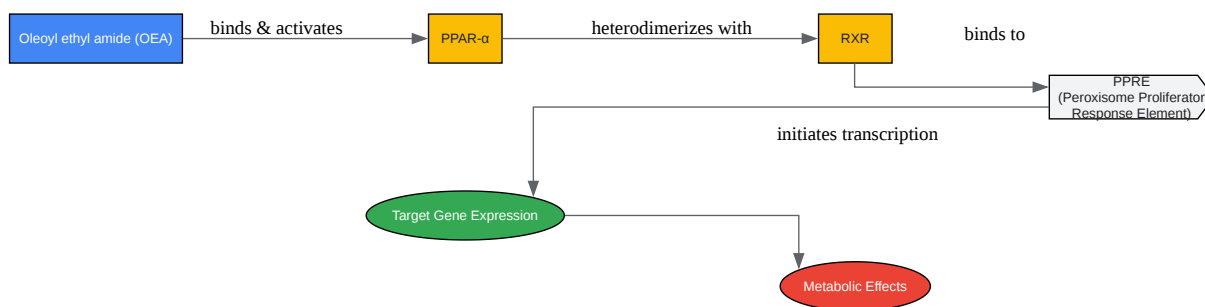 Oleoyl ethyl amide (OEA)
binds & activates
PPAR-α
heterodimerizes with
RXR
binds to
PPRE
(Peroxisome Proliferator
Response Element)
initiates transcription
Target Gene Expression
Metabolic Effects